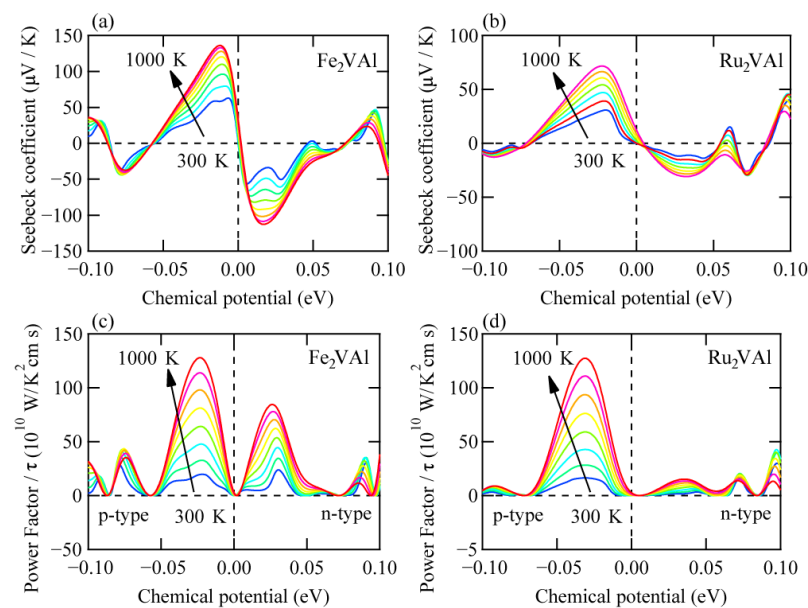 (a)
Seebeck coefficient (μV / K)
150
100
50
0
−50
−100
−150
1000 K
Fe2VAl
300 K
−0.10
−0.05
0.00
0.05
0.10
Chemical potential (eV)
(b)
Seebeck coefficient (μV / K)
100
50
0
−50
−100
1000 K
Ru2VAl
300 K
−0.10
−0.05
0.00
0.05
0.10
Chemical potential (eV)
(c)
Power Factor / τ (10^10 W/K^2cm s)
150
100
50
0
−50
1000 K
Fe2VAl
p-type
300 K
n-type
−0.10
−0.05
0.00
0.05
0.10
Chemical potential (eV)
(d)
Power Factor / τ (10^10 W/K^2cm s)
150
100
50
0
−5
1000 K
Ru2VAl
p-type
300 K
n-type
−0.10
−0.05
0.00
0.05
0.10
Chemical potential (eV)